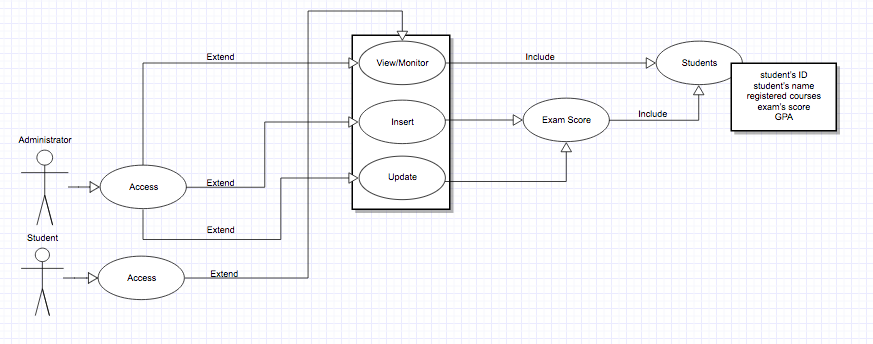 Extend
View/Monitor
Include
Students
student's ID
student's name
registered courses
exam's score
GPA
Insert
Exam Score
Include
Administrator
Access
Extend
Update
Extend
Student
Access
Extend